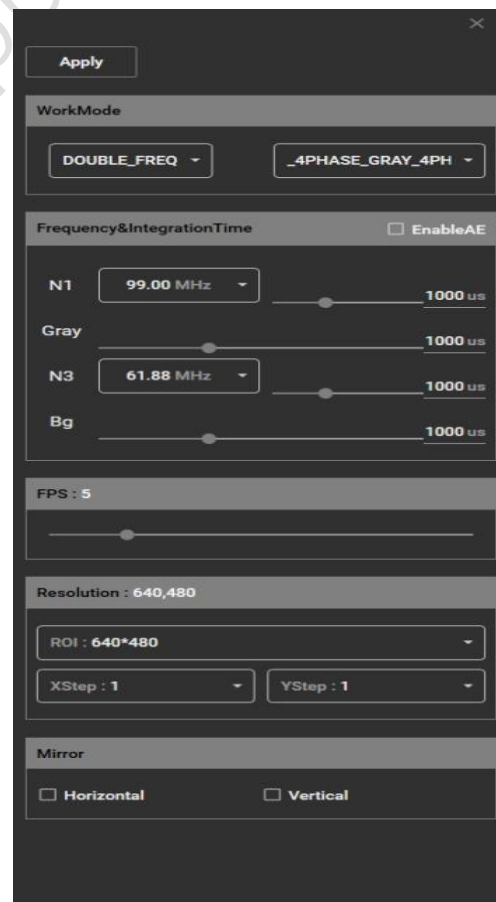 Apply
WorkMode
DOUBLE_FREQ _4PHASE_GRAY_4PH
Frequency&IntegrationTime EnableAE
N1 99.00 MHz 1000 us
Gray 1000 us
N3 61.88 MHz 1000 us
Bg 1000 us
FPS : 5
Resolution : 640,480
ROI : 640*480
XStep : 1 YStep : 1
Mirror
Horizontal Vertical